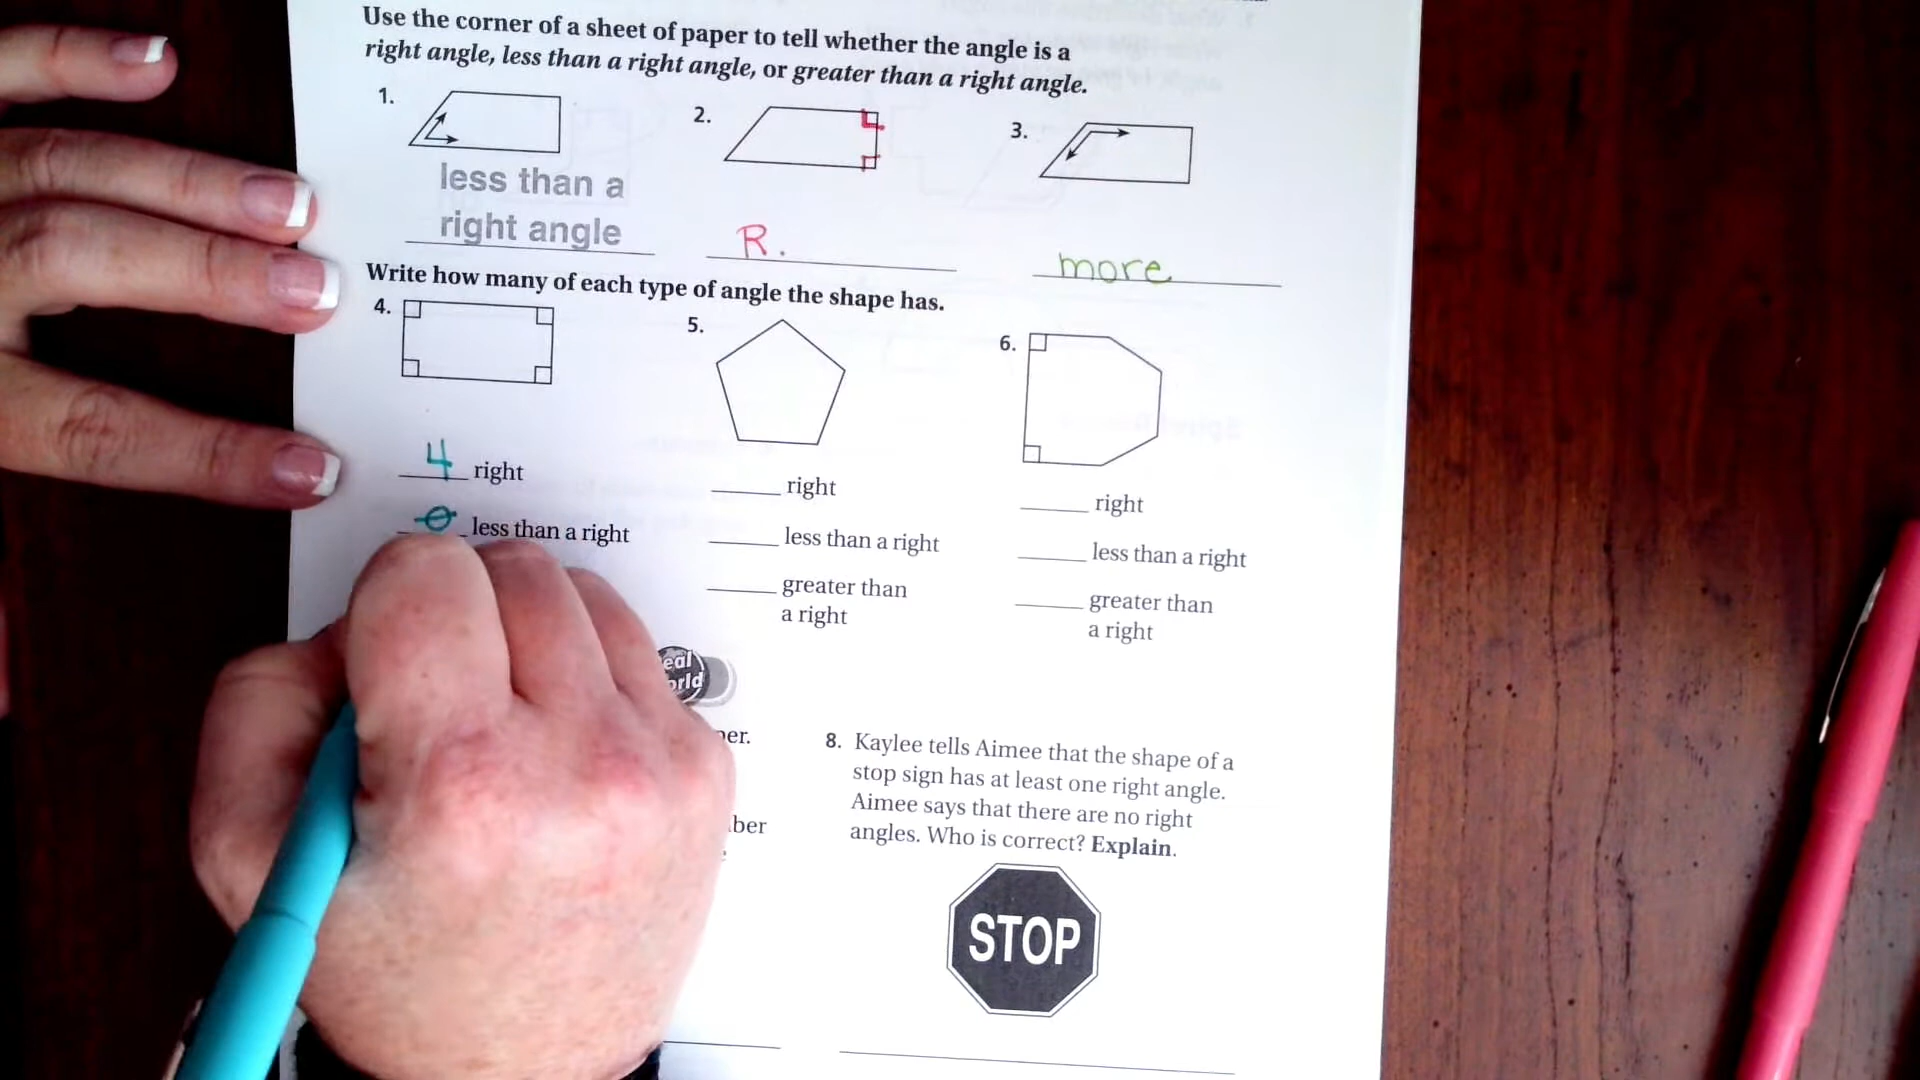 Use the corner of a sheet of paper to tell whether the angle is a
right angle, less than a right angle, or greater than a right angle.
1.
2.
3.
less than a
right angle
R.
more
Write how many of each type of angle the shape has.
4.
5.
6.
4 right
0 less than a right
right
less than a right
greater than
a right
right
less than a right
greater than
a right
8. Kaylee tells Aimee that the shape of a
stop sign has at least one right angle.
Aimee says that there are no right
angles. Who is correct? Explain.
STOP